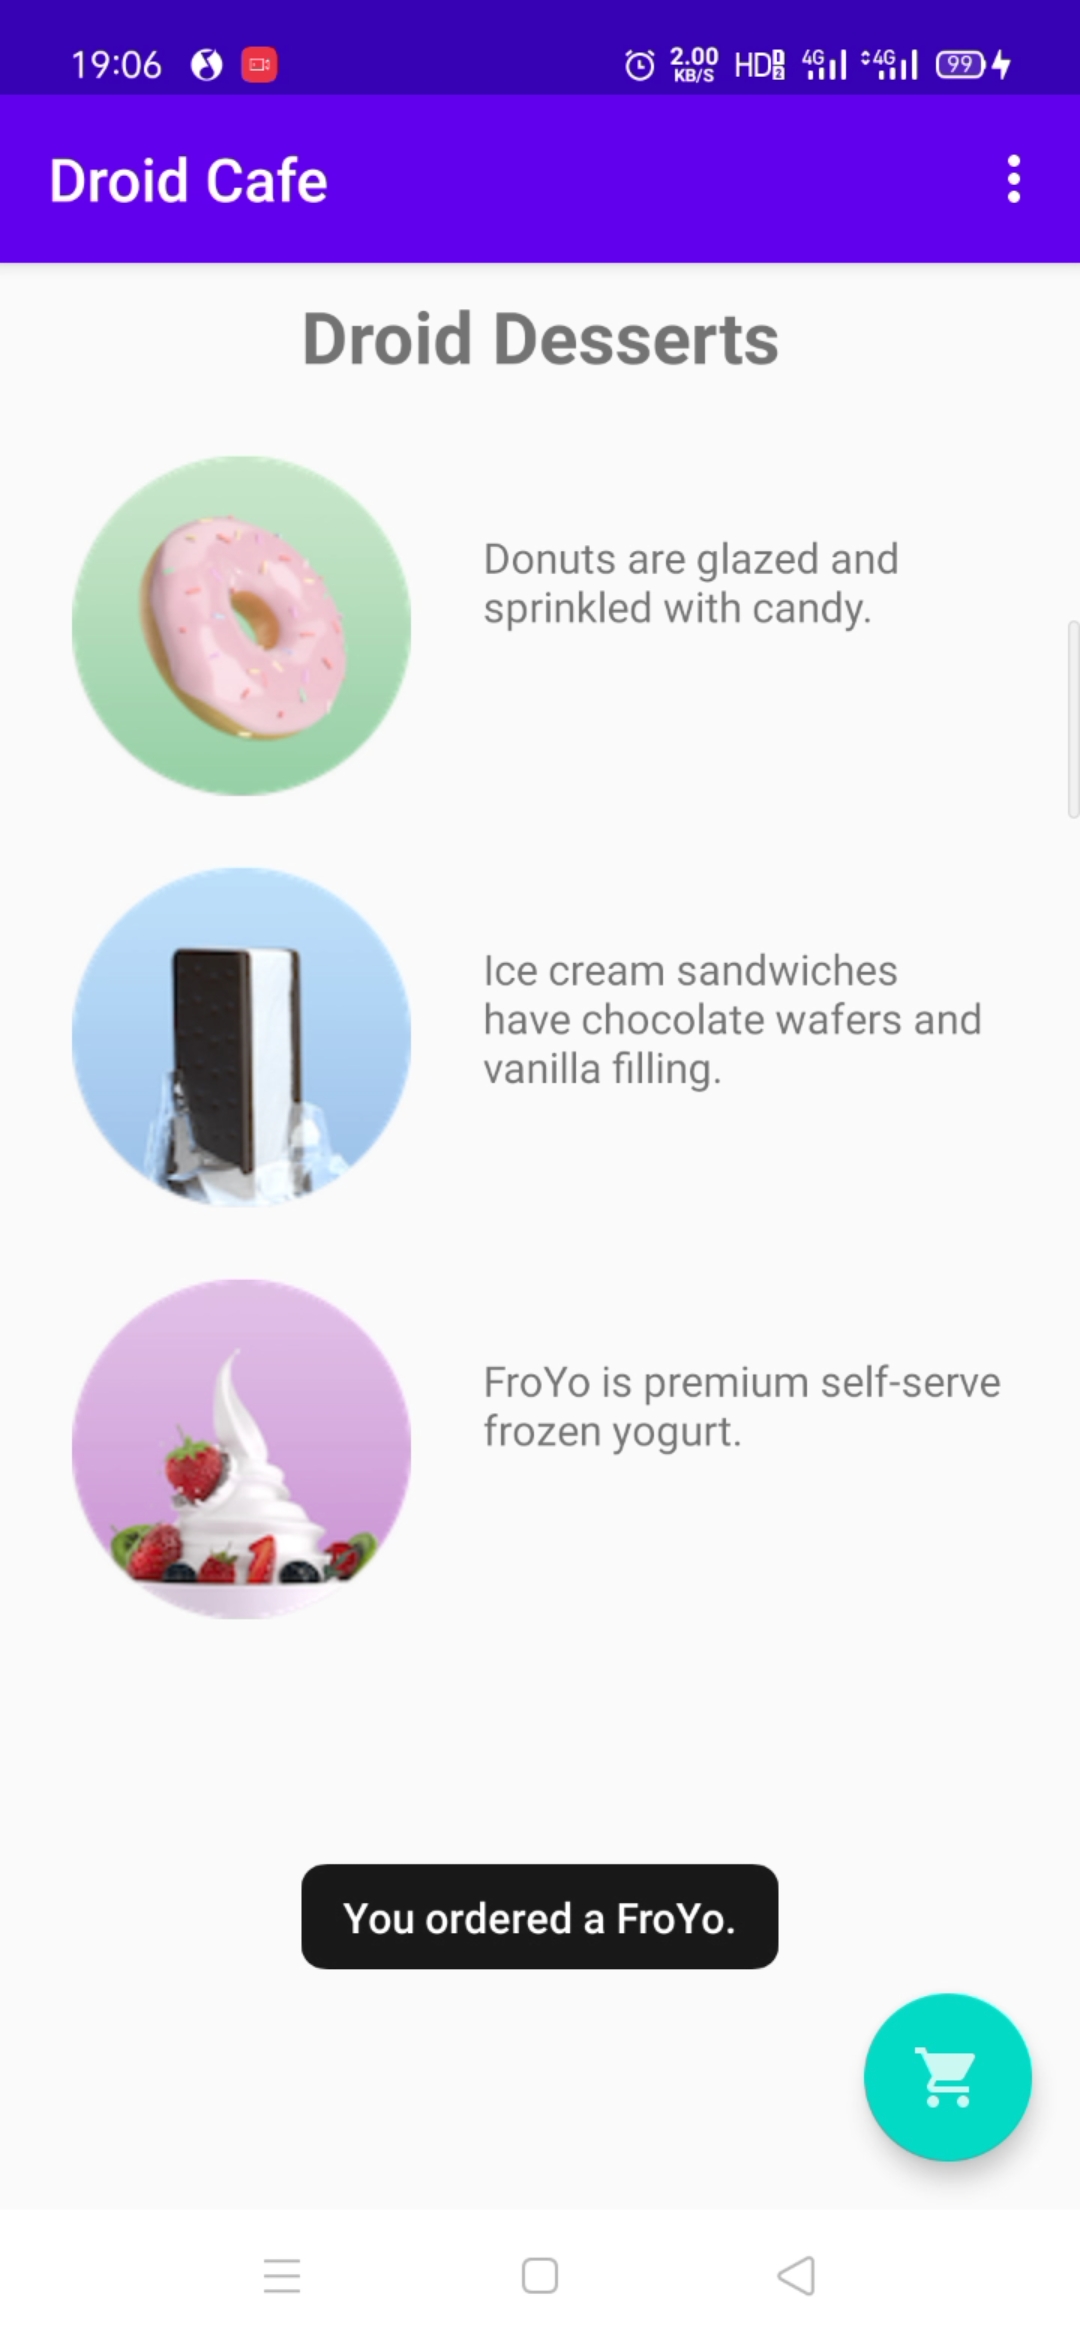 19:06
2.00
KB/S
HD
1
2
4G
4G
99
Droid Cafe
Droid Desserts
Donuts are glazed and
sprinkled with candy.
Ice cream sandwiches
have chocolate wafers and
vanilla filling.
FroYo is premium self-serve
frozen yogurt.
You ordered a FroYo.